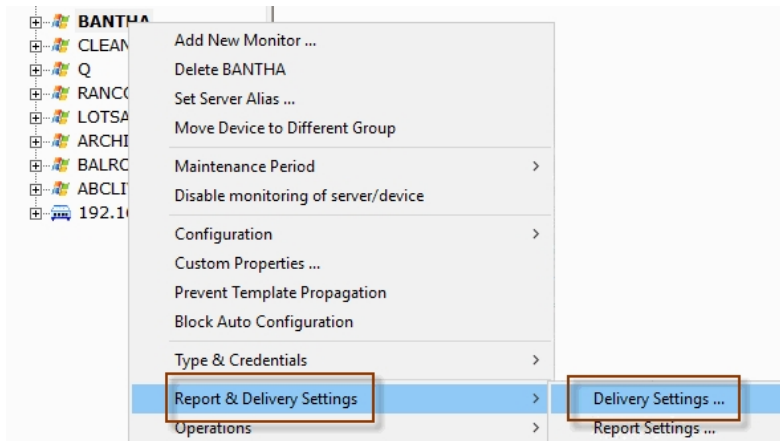 BANTHA
CLEAN
Q
RANCO
LOTSA
ARCHI
BALRO
ABCLI
192.1
Add New Monitor ...
Delete BANTHA
Set Server Alias ...
Move Device to Different Group
Maintenance Period
Disable monitoring of server/device
Configuration
Custom Properties ...
Prevent Template Propagation
Block Auto Configuration
Type & Credentials
Report & Delivery Settings
Operations
Delivery Settings ...
Report Settings ...